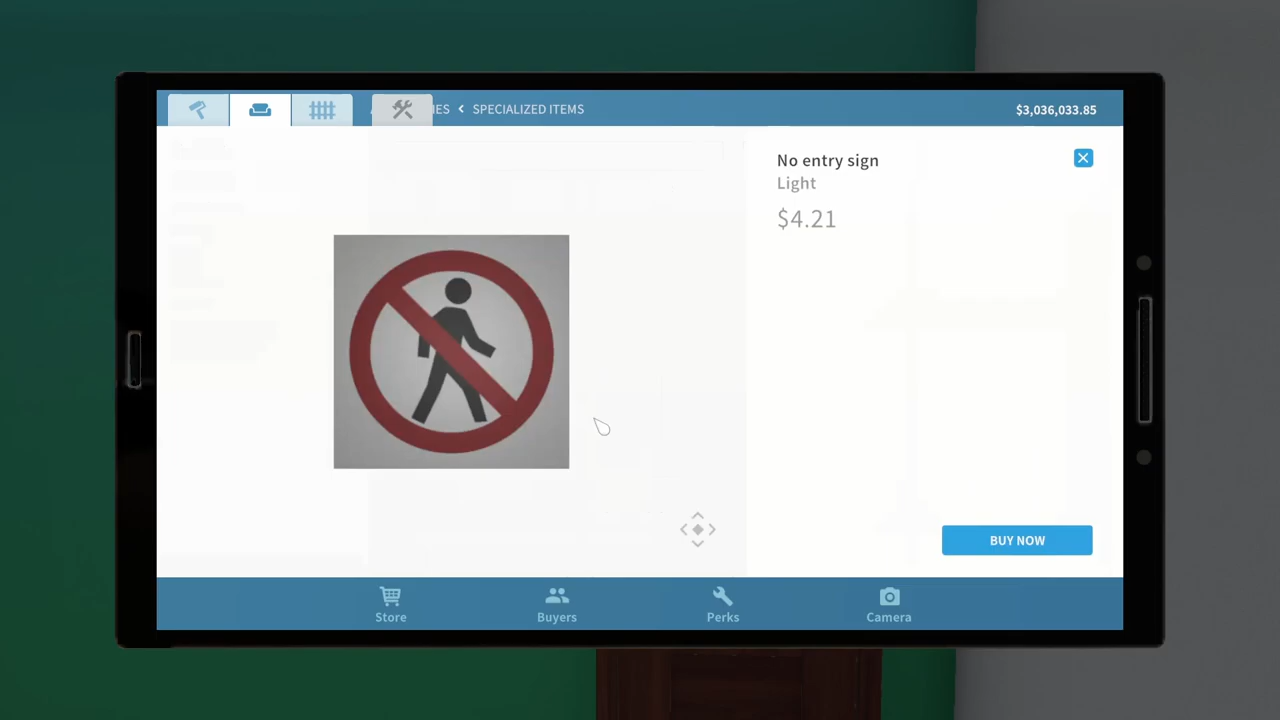 IES < SPECIALIZED ITEMS
$3,036,033.85
No entry sign
Light
$4.21
BUY NOW
Store
Buyers
Perks
Camera